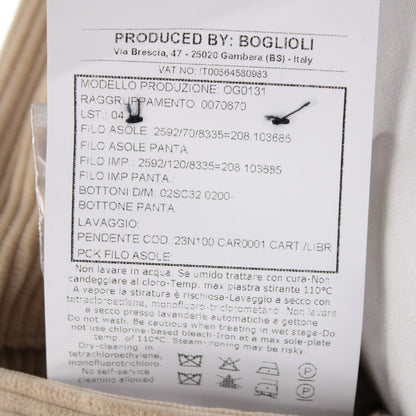 PRODUCED BY: BOGLIOLI
Via Brescia, 47 - 25020 Gambara (BS) - Italy
VAT NO: IT00564580983
MODELLO PRODUZIONE: OG0131
RAGGRUPPAMENTO: 0070670
LST.: 04
FILO ASOLE: 2592/70/8335=208 103685
FILO ASOLE PANTA.:
FILO IMP.: 2592/120/8335=208 103685
FILO IMP PANTA.:
BOTTONI D/M: 02SC32 0200-
BOTTONE PANTA.:
LAVAGGIO:
PENDENTE COD.:23N100 CAR0001 CART./LIBR
PCK FILO ASOLE:
Non lavare in acqua. Se umido trattare con cura-Non
candeggiare al cloro-Temp. max piastra stirante 110°C
A vapore la stiratura è rischiosa-Lavaggio a secco con
tetracloroetilene, monofluoro-triclorometano. Non lavare
a secco presso lavanderie automatiche a gettone
Do not wash. Be cautious when treating in wet stage-Do
not use chlorine-based bleach-Iron at a max sole-plate
temp. of 110°C. Steam-ironing may be risky.
Dry-cleaning in
tetrachloroethylene,
monofluorotrichloro.
No self-service
cleaning